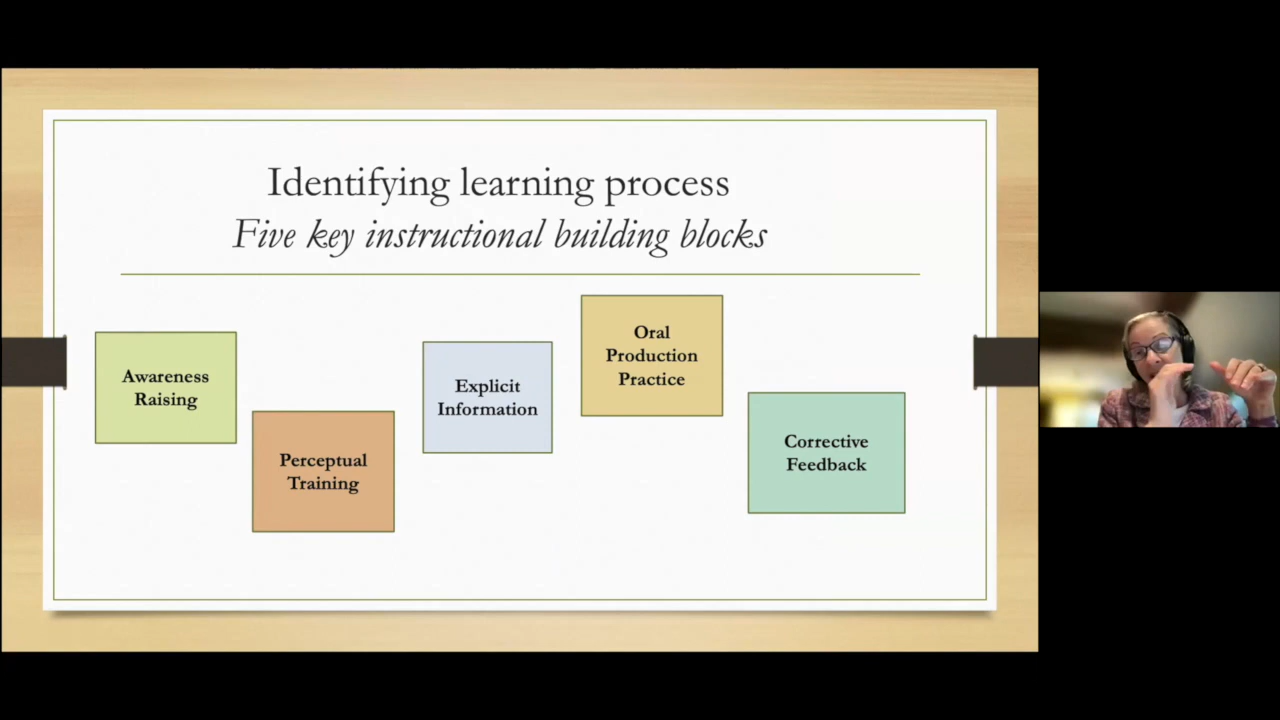 Identifying learning process
Five key instructional building blocks
Awareness
Raising
Perceptual
Training
Explicit
Information
Oral
Production
Practice
Corrective
Feedback